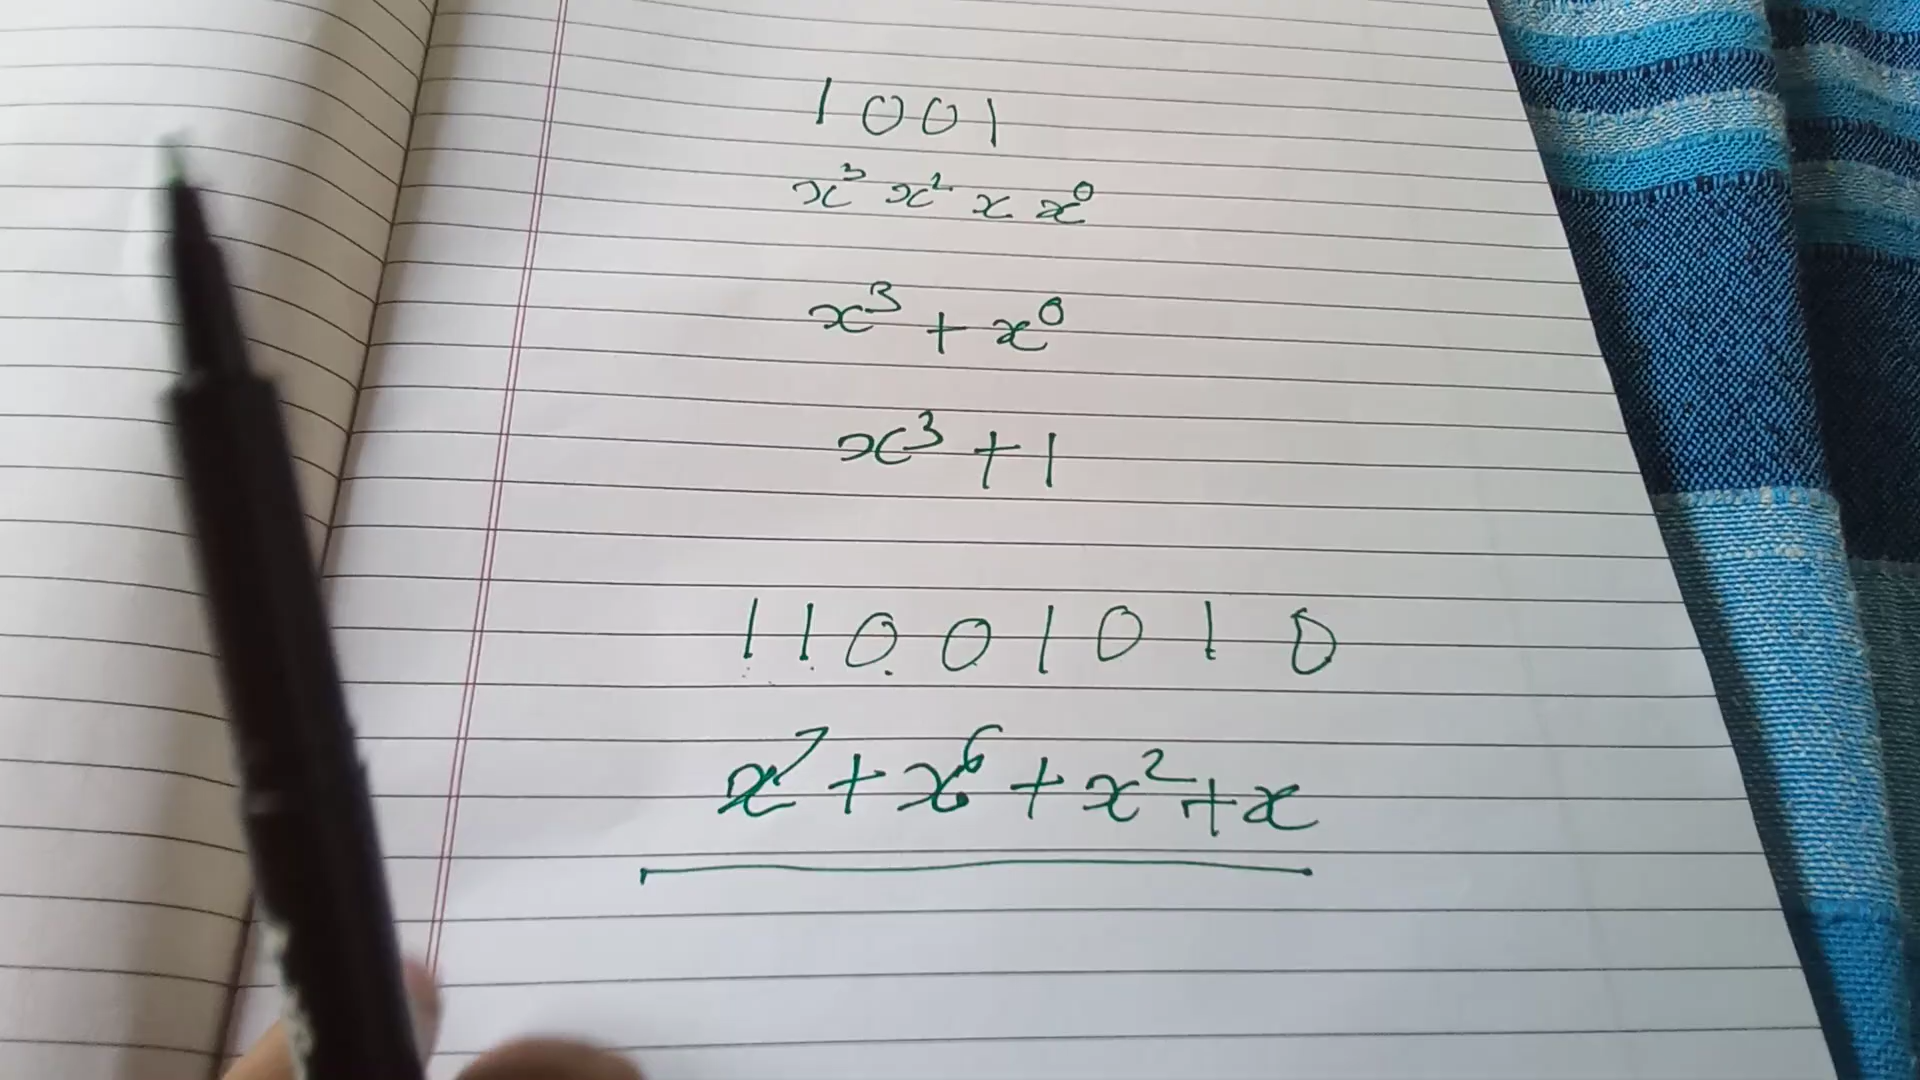 1001
x³ x² x x⁰
x³ + x⁰
x³ + 1
11001010
x⁷ + x⁶ + x² + x